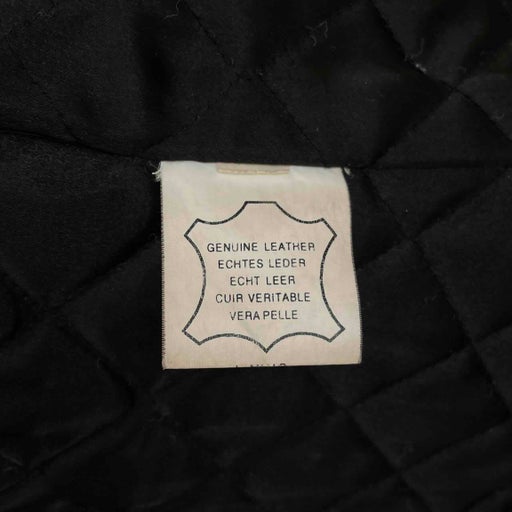 GENUINE LEATHER
ECHTES LEDER
ECHT LEER
CUIR VERITABLE
VERA PELLE